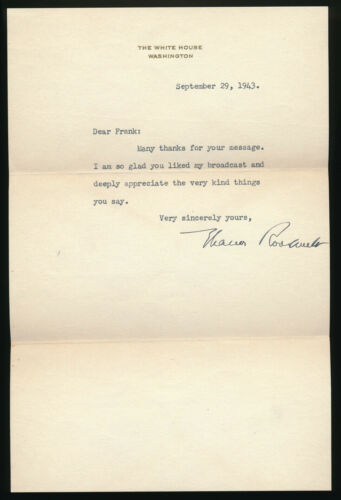 THE WHITE HOUSE
WASHINGTON
September 29, 1943.
Dear Frank:
Many thanks for your message.
I am so glad you liked my broadcast and
deeply appreciate the very kind things
you say.
Very sincerely yours,
Eleanor Roosevelt